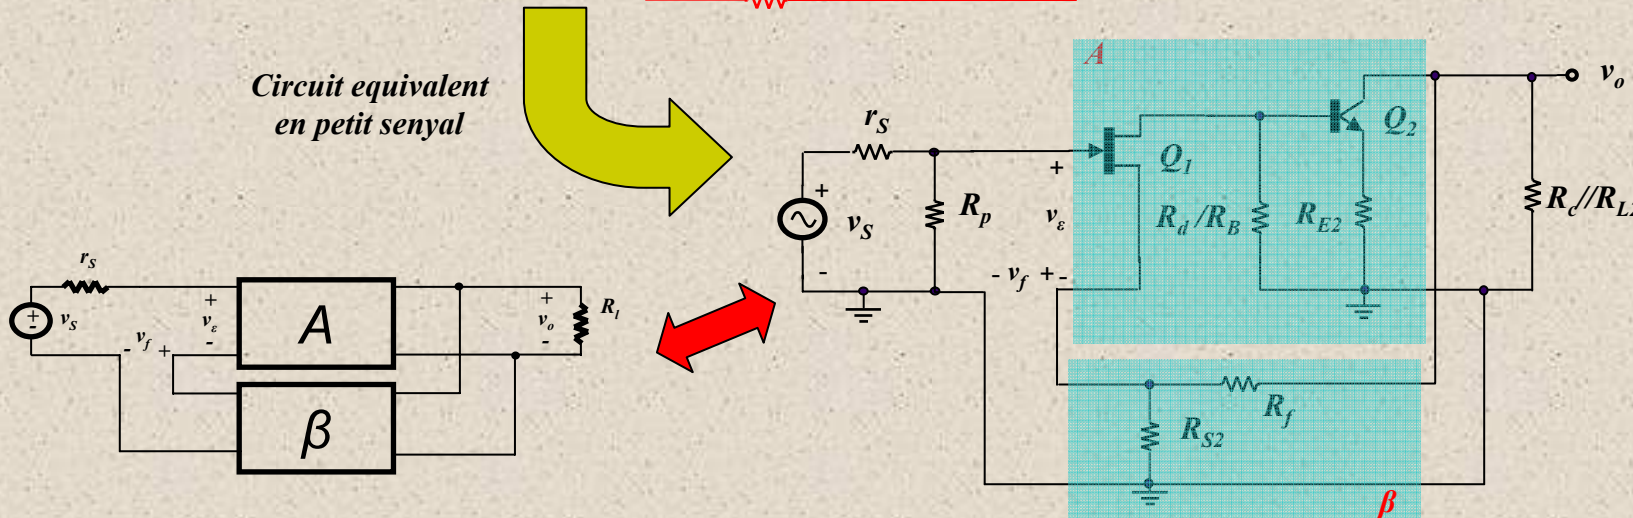 Circuit equivalent
en petit senyal
r_S
+
-
v_S
+
v_ε
-
- v_f +
A
β
+
v_o
-
R_l
r_S
+
v_S
-
R_p
+
v_ε
- v_f + -
A
Q_1
R_d /R_B
R_E2
Q_2
v_o
R_c//R_L2
R_f
R_S2
β